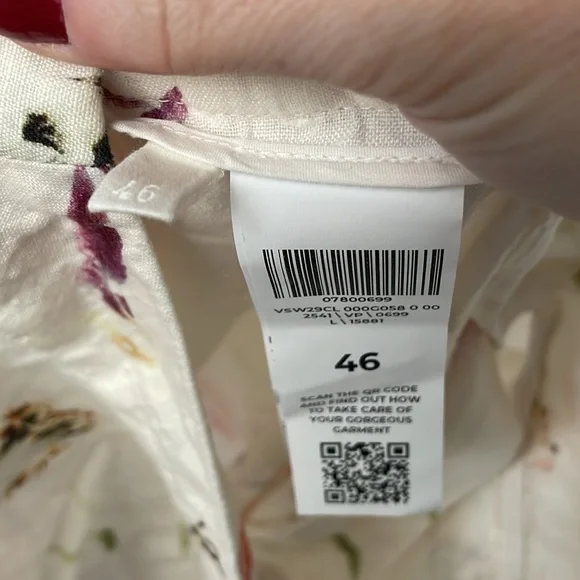 46
07800699
VSW29CL 000G058 0 00
2541 \ VP \ 0699
L \ 15881
46
SCAN THE QR CODE
AND FIND OUT HOW
TO TAKE CARE OF
YOUR GORGEOUS
GARMENT